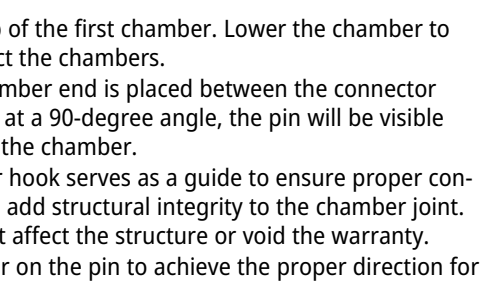 of the first chamber. Lower the chamber to
ct the chambers.
mber end is placed between the connector
at a 90-degree angle, the pin will be visible
the chamber.
r hook serves as a guide to ensure proper con-
add structural integrity to the chamber joint.
t affect the structure or void the warranty.
r on the pin to achieve the proper direction for